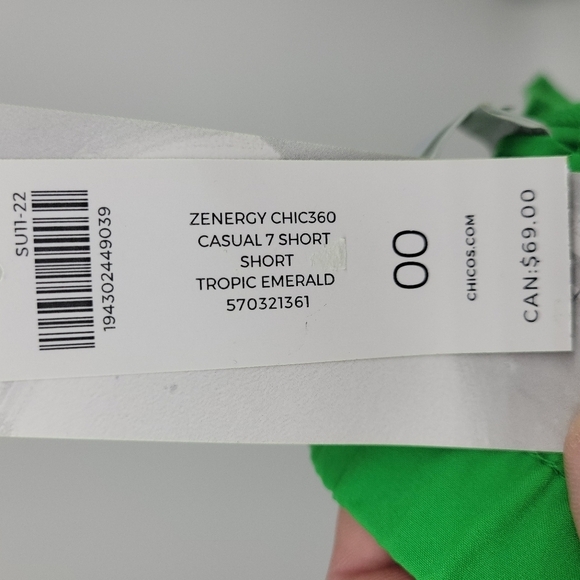 SU11-22
194302449039
ZENERGY CHIC360
CASUAL 7 SHORT
SHORT
TROPIC EMERALD
570321361
00
CHICOS.COM
CAN:$69.00